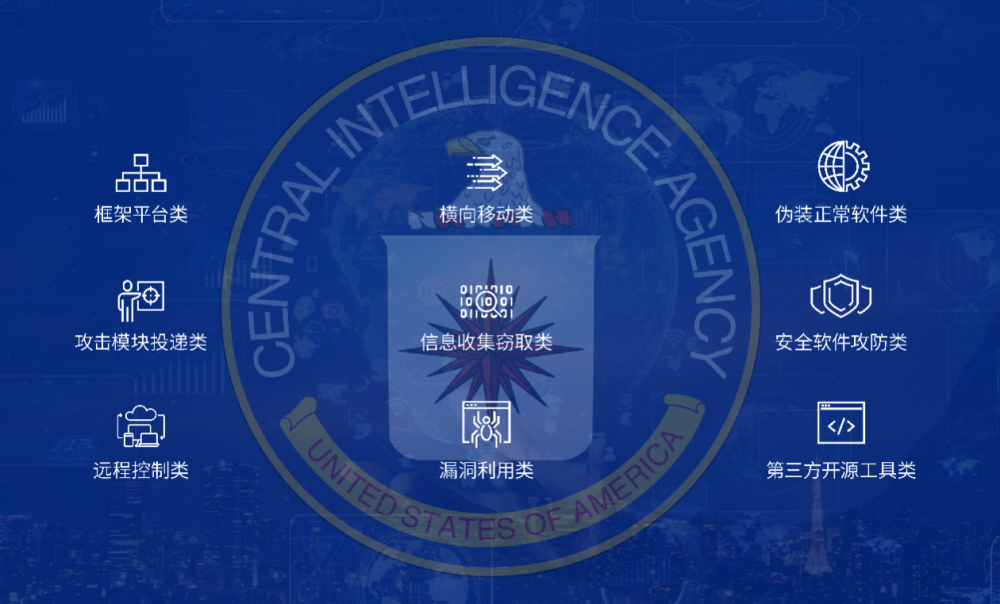 CENTRAL INTELLIGENCE AGENCY
框架平台类
横向移动类
伪装正常软件类
攻击模块投递类
信息收集窃取类
安全软件攻防类
远程控制类
漏洞利用类
第三方开源工具类
UNITED STATES OF AMERICA